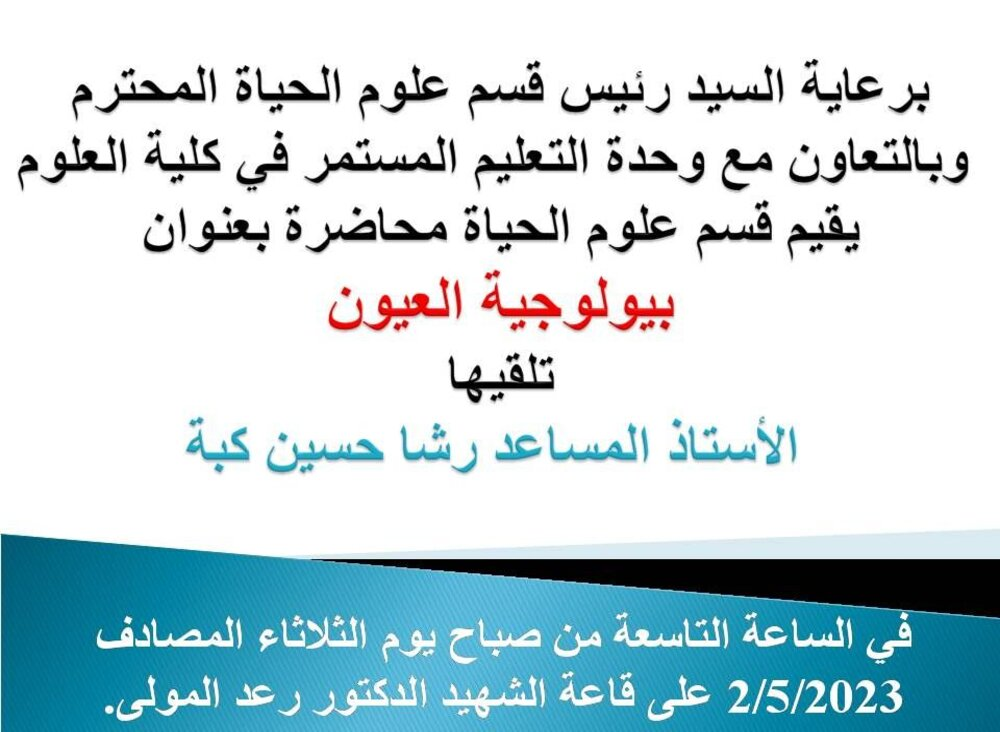 برعاية السيد رئيس قسم علوم الحياة المحترم
وبالتعاون مع وحدة التعليم المستمر في كلية العلوم
يقيم قسم علوم الحياة محاضرة بعنوان
بيولوجية العيون
تلقيها
الأستاذ المساعد رشا حسين كبة
في الساعة التاسعة من صباح يوم الثلاثاء المصادف
2/5/2023 على قاعة الشهيد الدكتور رعد المولى.